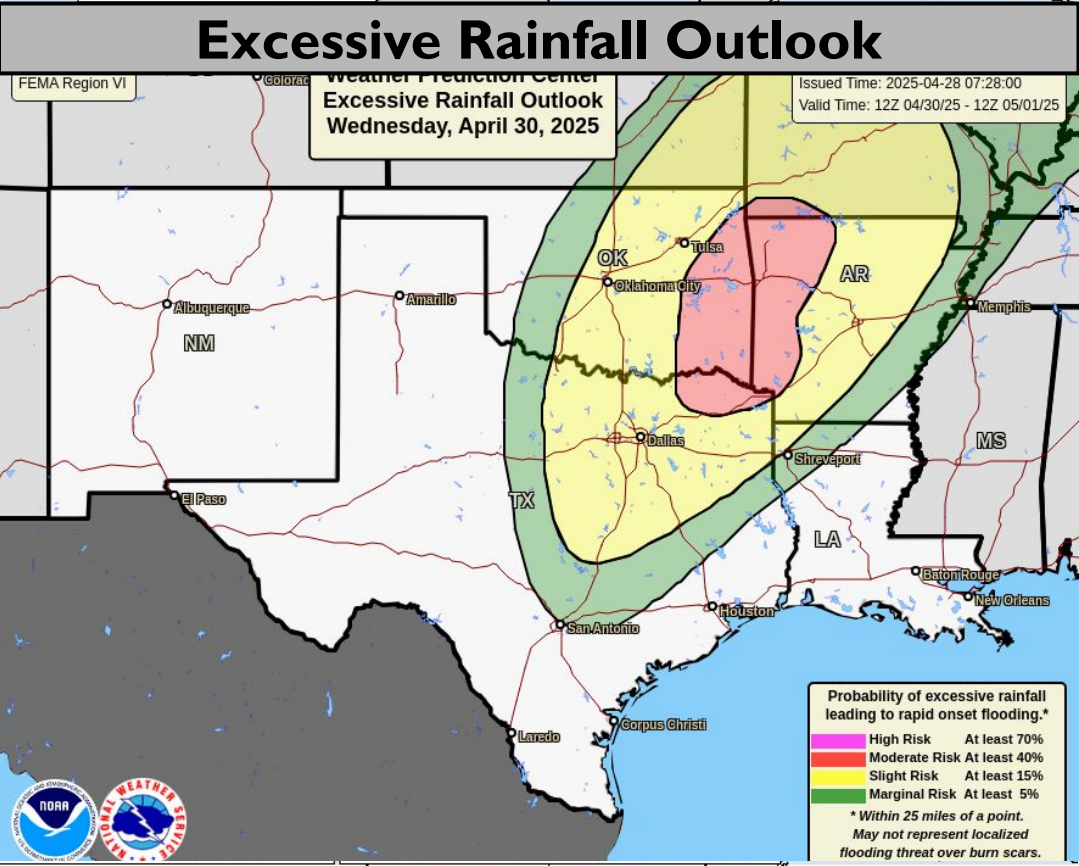 Excessive Rainfall Outlook
FEMA Region VI
Weather Prediction Center
Excessive Rainfall Outlook
Wednesday, April 30, 2025
Issued Time: 2025-04-28 07:28:00
Valid Time: 12Z 04/30/25 - 12Z 05/01/25
Colorad
Tulsa
OK
Oklahoma City
AR
Albuquerque
Amarillo
Memphis
NM
Dallas
MS
Shreveport
El Paso
TX
LA
Baton Rouge
New Orleans
Houston
San Antonio
Corpus Christi
Laredo
Probability of excessive rainfall
leading to rapid onset flooding.*
High Risk At least 70%
Moderate Risk At least 40%
Slight Risk At least 15%
Marginal Risk At least 5%
* Within 25 miles of a point.
May not represent localized
flooding threat over burn scars.
NOAA
NATIONAL WEATHER SERVICE